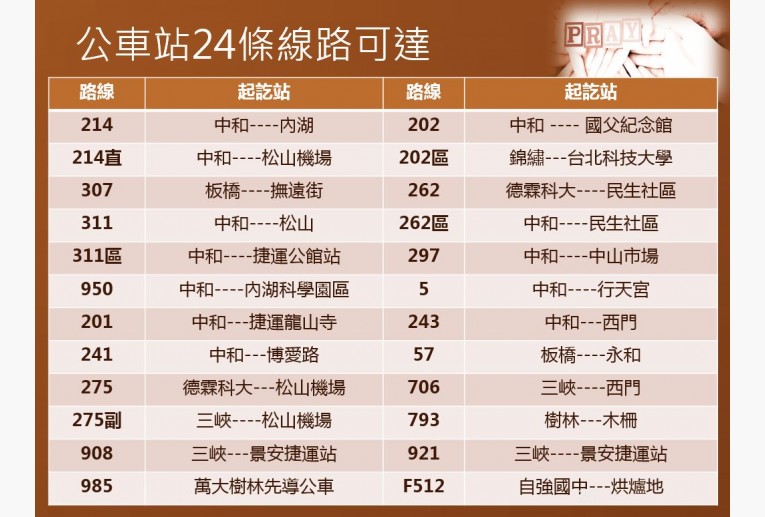 公車站24條線路可達
PRAY
路線 起訖站 路線 起訖站
214 中和----內湖 202 中和 ---- 國父紀念館
214直 中和----松山機場 202區 錦繡---台北科技大學
307 板橋----撫遠街 262 德霖科大----民生社區
311 中和----松山 262區 中和----民生社區
311區 中和----捷運公館站 297 中和----中山市場
950 中和----內湖科學園區 5 中和----行天宮
201 中和---捷運龍山寺 243 中和---西門
241 中和---博愛路 57 板橋----永和
275 德霖科大---松山機場 706 三峽----西門
275副 三峽----松山機場 793 樹林---木柵
908 三峽---景安捷運站 921 三峽----景安捷運站
985 萬大樹林先導公車 F512 自強國中---烘爐地